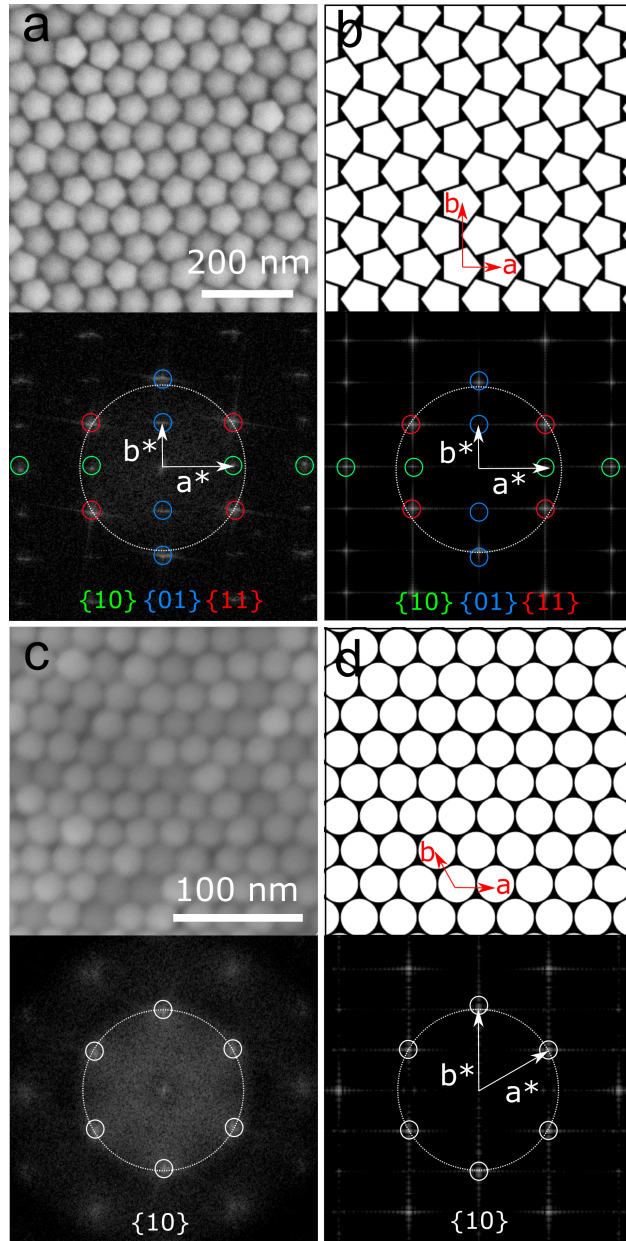 a
200 nm
b*
a*
{10} {01} {11}
b
b
a
b*
a*
{10} {01} {11}
c
100 nm
{10}
d
b
a
b*
a*
{10}